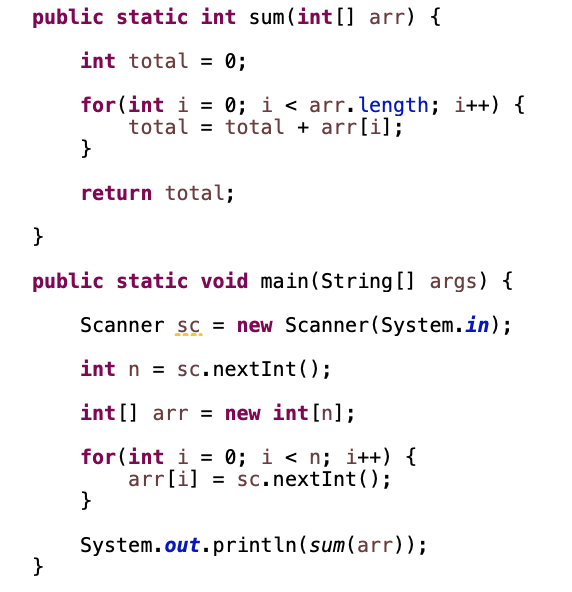 public static int sum(int[] arr) {
int total = 0;
for(int i = 0; i < arr.length; i++) {
total = total + arr[i];
}
return total;
}
public static void main(String[] args) {
Scanner sc = new Scanner(System.in);
int n = sc.nextInt();
int[] arr = new int[n];
for(int i = 0; i < n; i++) {
arr[i] = sc.nextInt();
}
System.out.println(sum(arr));
}